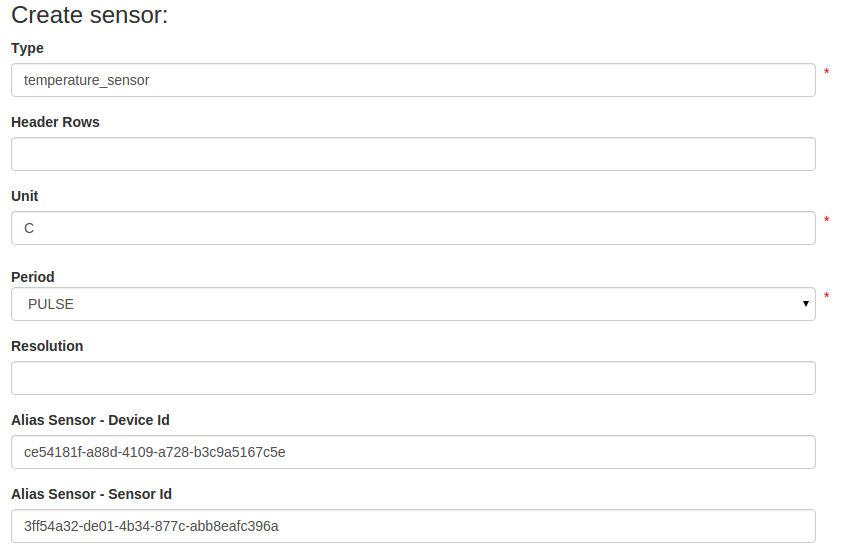 Create sensor:
Type
temperature_sensor *
Header Rows
Unit
C *
Period
PULSE *
Resolution
Alias Sensor - Device Id
ce54181f-a88d-4109-a728-b3c9a5167c5e
Alias Sensor - Sensor Id
3ff54a32-de01-4b34-877c-abb8eafc396a